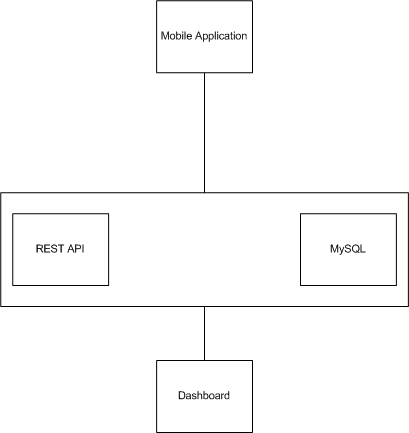 Mobile Application
REST API
MySQL
Dashboard